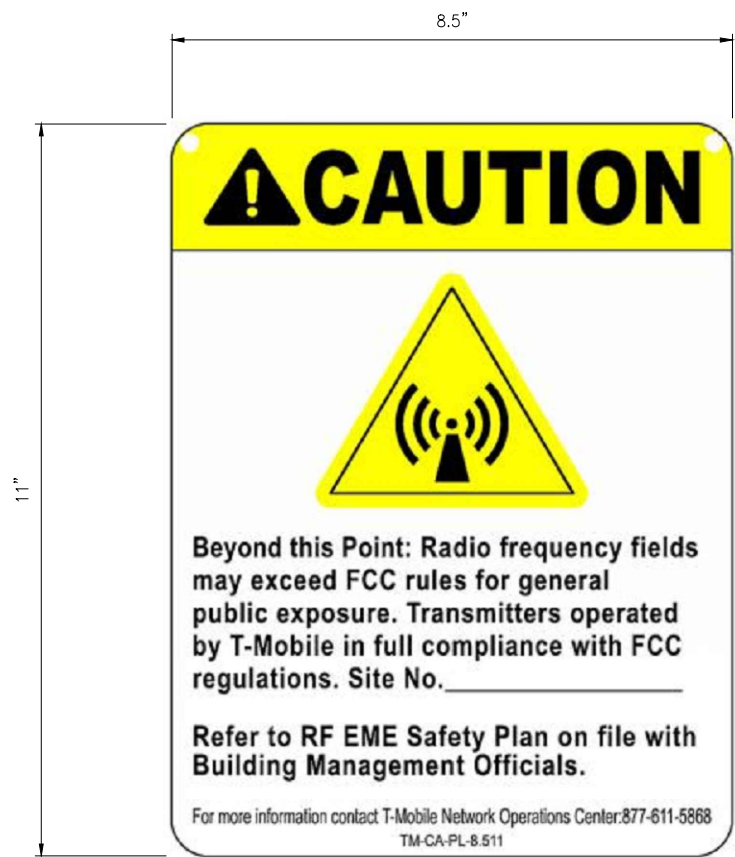 8.5”
11”
CAUTION
Beyond this Point: Radio frequency fields
may exceed FCC rules for general
public exposure. Transmitters operated
by T-Mobile in full compliance with FCC
regulations. Site No.________________
Refer to RF EME Safety Plan on file with
Building Management Officials.
For more information contact T-Mobile Network Operations Center:877-611-5868
TM-CA-PL-8.511